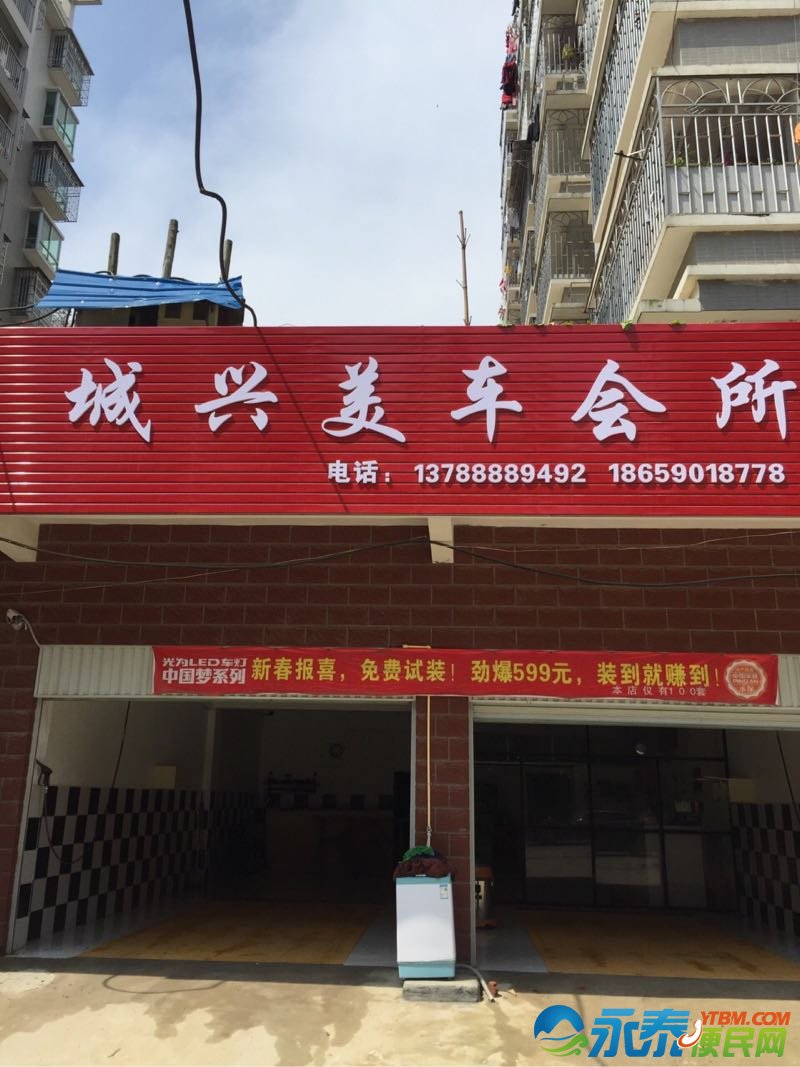 城兴美车会所
电话：13788889492 18659018778
光为LED车灯
中国梦系列
新春报喜，免费试装！劲爆599元，装到就赚到！
本店仅有100套
永泰便民网
YTBM.COM